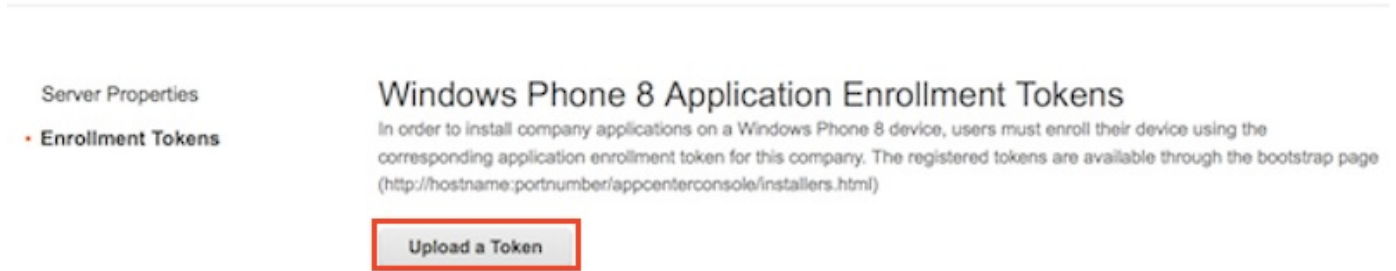 Server Properties
Enrollment Tokens
Windows Phone 8 Application Enrollment Tokens
In order to install company applications on a Windows Phone 8 device, users must enroll their device using the
corresponding application enrollment token for this company. The registered tokens are available through the bootstrap page
(http://hostname:portnumber/appcenterconsole/installers.html)
Upload a Token